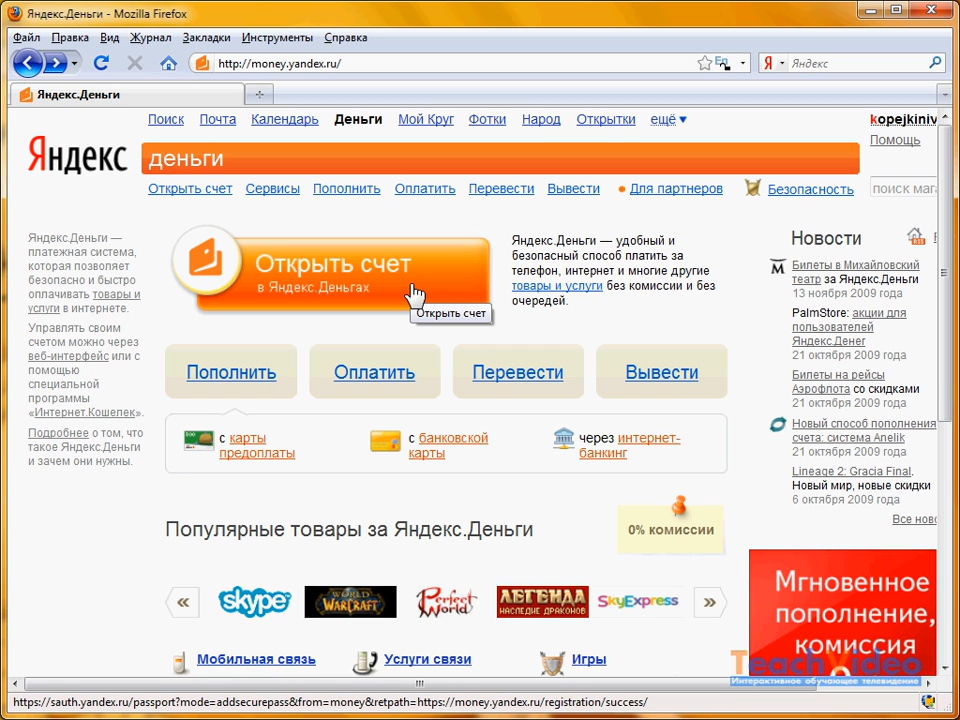 Яндекс.Деньги - Mozilla Firefox
Файл Правка Вид Журнал Закладки Инструменты Справка
http://money.yandex.ru/
Яндекс
Яндекс.Деньги
Поиск Почта Календарь Деньги Мой Круг Фотки Народ Открытки ещё
kopejkiniv
Помощь
Яндекс
деньги
Открыть счет Сервисы Пополнить Оплатить Перевести Вывести Для партнеров Безопасность
поиск маг
Яндекс.Деньги —
платежная система,
которая позволяет
безопасно и быстро
оплачивать товары и
услуги в интернете.
Управлять своим
счетом можно через
веб-интерфейс или с
помощью
специальной
программы
«Интернет.Кошелек».
Подробнее о том, что
такое Яндекс.Деньги
и зачем они нужны.
Открыть счет
в Яндекс Деньгах
Открыть счет
Яндекс.Деньги — удобный и
безопасный способ платить за
телефон, интернет и многие другие
товары и услуги без комиссии и без
очередей.
Пополнить
Оплатить
Перевести
Вывести
с карты
предоплаты
с банковской
карты
через интернет-
банкинг
Популярные товары за Яндекс.Деньги
0% комиссии
«
skype
WORLD WARCRAFT
Perfect World
ЛЕГЕНДА
НАСЛЕДИЕ ДРАКОНОВ
SKYEXPRESS
»
Мобильная связь
Услуги связи
Игры
Новости
Билеты в Михайловский
театр за Яндекс.Деньги
13 ноября 2009 года
PalmStore: акции для
пользователей
Яндекс.Денег
21 октября 2009 года
Билеты на рейсы
Аэрофлота со скидками
21 октября 2009 года
Новый способ пополнения
счета: система Anelik
19 октября 2009 года
Lineage 2: Gracia Final.
Новый мир, новые скидки
6 октября 2009 года
Все ново
Мгновенное
пополнение,
комиссия
TeachVideo
Интерактивное обучающее телевидение
https://sauth.yandex.ru/passport?mode=addsecurepass&from=money&retpath=https://money.yandex.ru/registration/success/